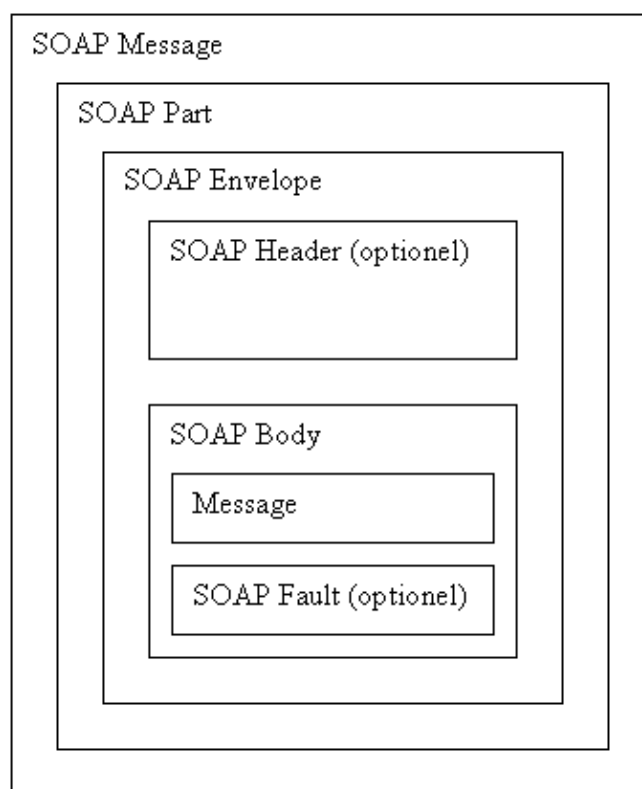 SOAP Message
SOAP Part
SOAP Envelope
SOAP Header (optionel)
SOAP Body
Message
SOAP Fault (optionel)